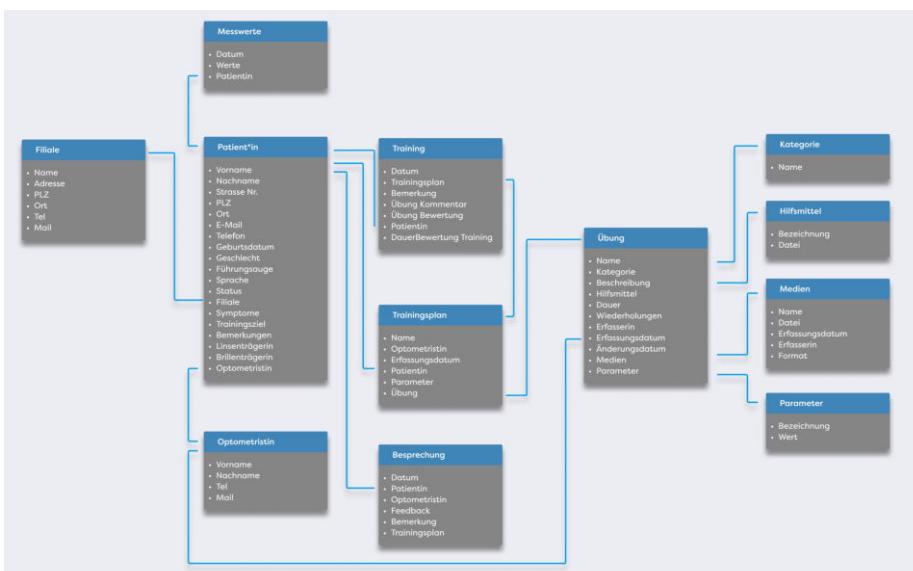 Messwerte
Datum
Werte
Patientin
Filiale
Name
Adresse
PLZ
Ort
Tel
Mail
Patient*in
Vorname
Nachname
Strasse Nr.
PLZ
Ort
E-Mail
Telefon
Geburtsdatum
Geschlecht
Führungsauge
Sprache
Status
Filiale
Symptome
Trainingsziel
Bemerkungen
Linsenträgerin
Brillenträgerin
Optometristin
Optometristin
Vorname
Nachname
Tel
Mail
Training
Datum
Trainingsplan
Bemerkung
Übung Kommentar
Übung Bewertung
Patientin
DauerBewertung Training
Trainingsplan
Name
Optometristin
Erfassungsdatum
Patientin
Parameter
Übung
Besprechung
Datum
Patientin
Optometristin
Feedback
Bemerkung
Trainingsplan
Übung
Name
Kategorie
Beschreibung
Hilfsmittel
Dauer
Wiederholungen
Erfasserin
Erfassungsdatum
Änderungsdatum
Medien
Parameter
Kategorie
Name
Hilfsmittel
Bezeichnung
Datei
Medien
Name
Datei
Erfassungsdatum
Erfasserin
Format
Parameter
Bezeichnung
Wert